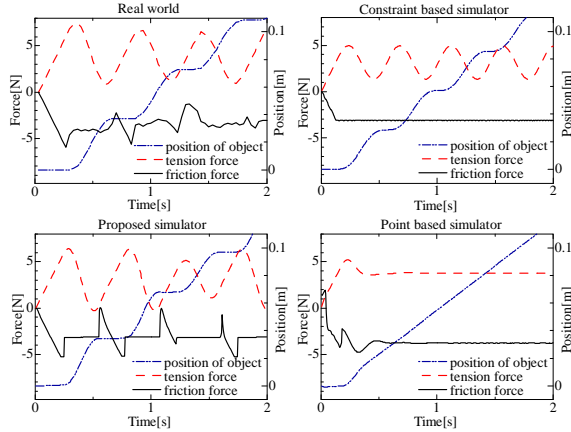 Real world
Force[N]
5
0
-5
0.1
0
Position[m]
position of object
tension force
friction force
0
1
2
Time[s]
Constraint based simulator
Force[N]
5
0
-5
0.1
0
Position[m]
position of object
tension force
friction force
0
1
2
Time[s]
Proposed simulator
Force[N]
5
0
-5
0.1
0
Position[m]
position of object
tension force
friction force
0
1
2
Time[s]
Point based simulator
Force[N]
5
0
-5
0.1
0
Position[m]
position of object
tension force
friction force
0
1
2
Time[s]